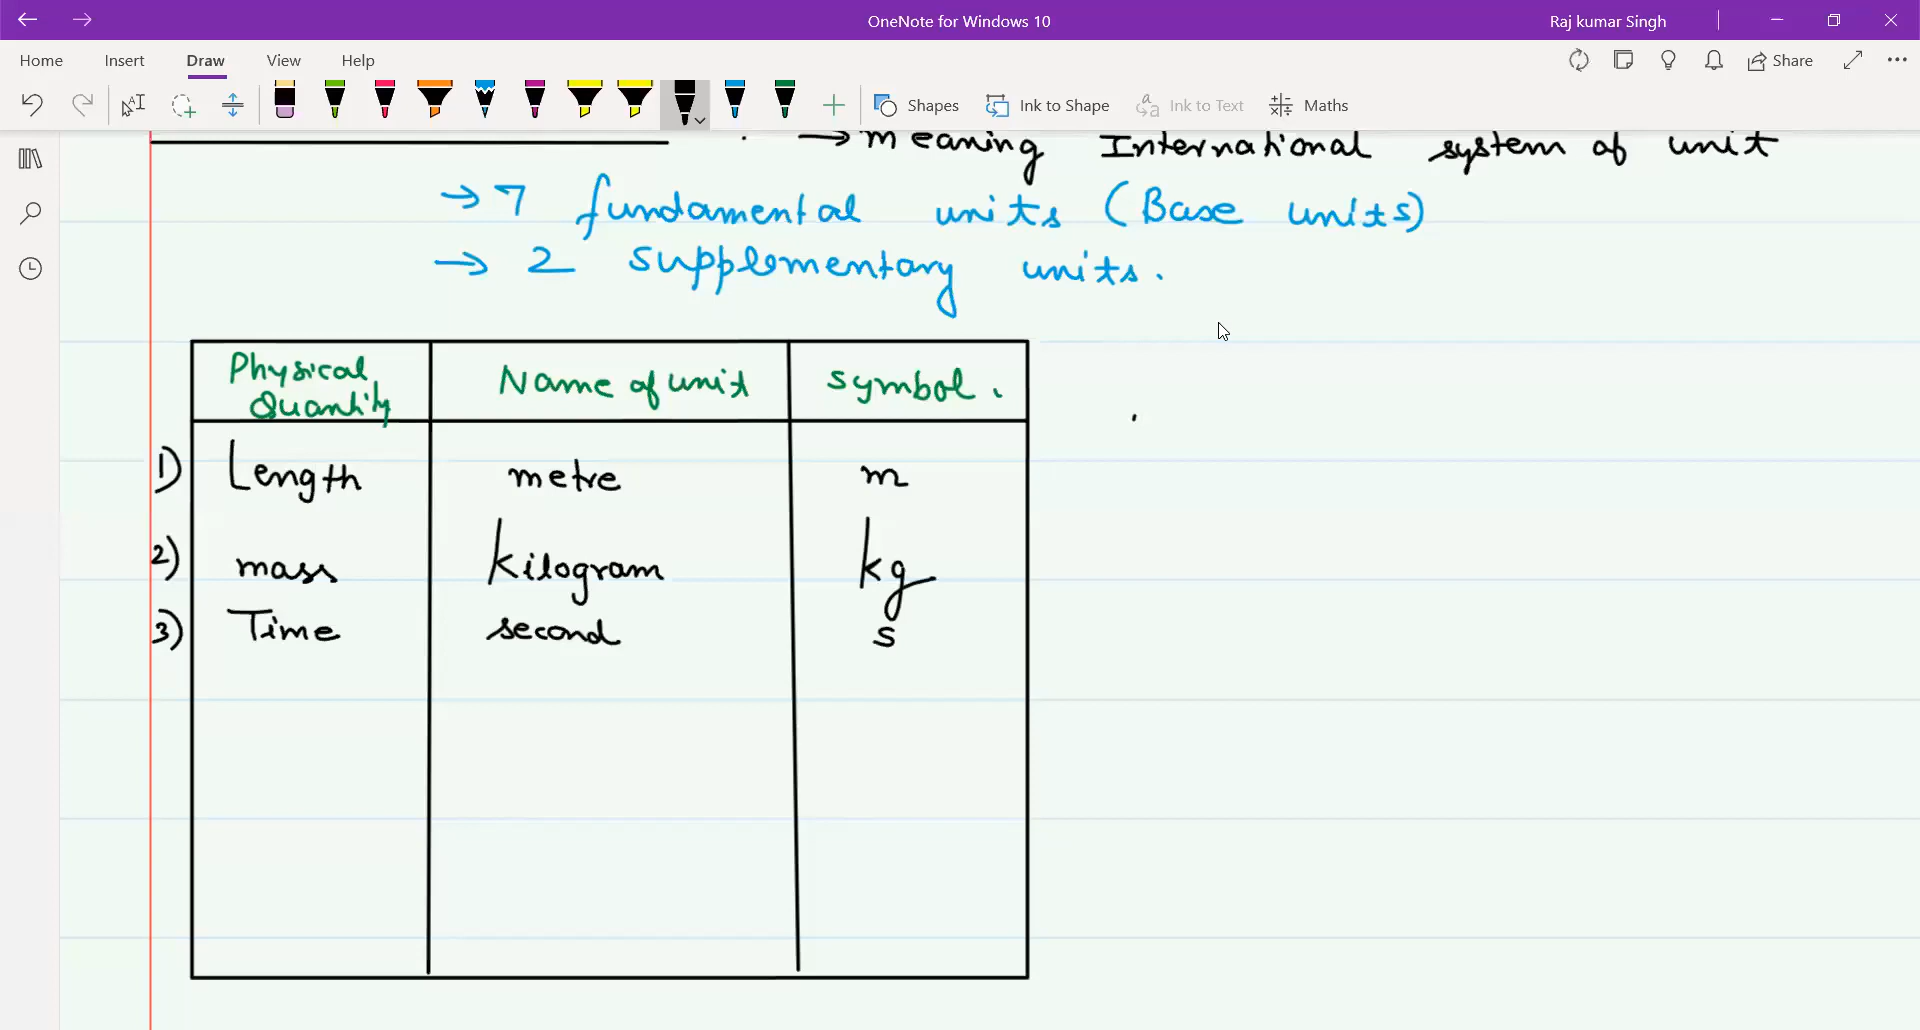 OneNote for Windows 10
Raj kumar Singh
Home Insert Draw View Help
Share
Shapes Ink to Shape Ink to Text Maths
→ meaning International system of unit
→ 7 fundamental units (Base units)
→ 2 supplementary units.
Physical Quantity Name of unit symbol.
1) Length metre m
2) mass kilogram kg
3) Time second s